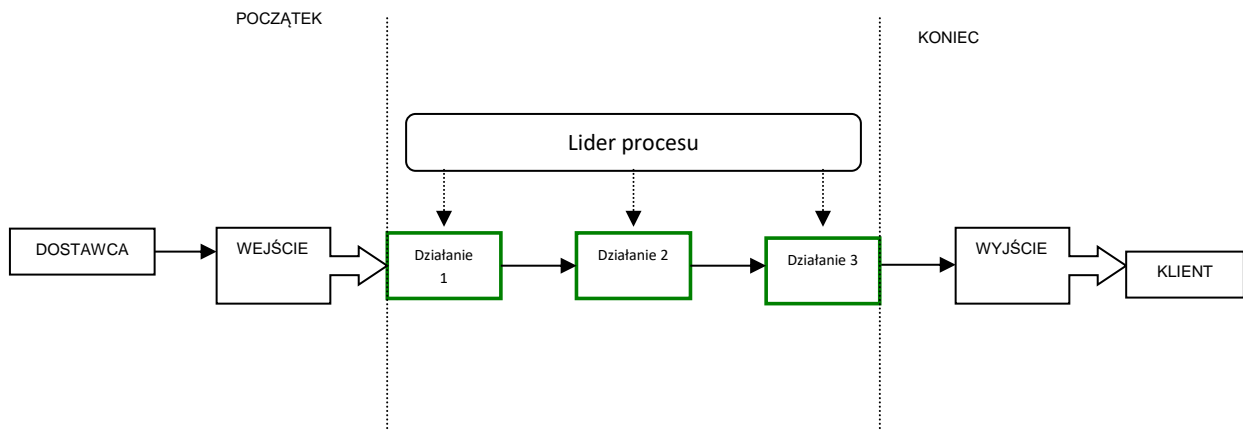 POCZĄTEK
KONIEC
Lider procesu
DOSTAWCA
WEJŚCIE
Działanie
1
Działanie 2
Działanie 3
WYJŚCIE
KLIENT